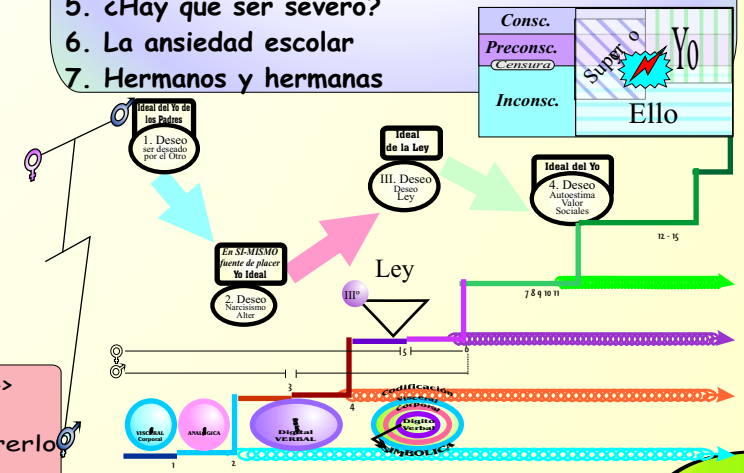 5. ¿Hay que ser severo?
6. La ansiedad escolar
7. Hermanos y hermanas
Consc.
Preconsc.
Censura
Inconsc.
Super
o
Yo
Ello
Ideal del Yo de
los Padres
1. Deseo
ser deseado
por el Otro
Ideal
de la Ley
III. Deseo
Deseo
Ley
Ideal del Yo
4. Deseo
Autoestima
Valor
Sociales
En SI-MISMO
fuente de placer
Yo Ideal
2. Deseo
Narcisismo
Alter
Ley
IIIº
12 - 15
7 8 9 10 11
6
5
3
4
>
rerlo
VISCERAL
Corporal
ANALÓGICA
Digital
VERBAL
Codificación
Visceral
Corporal
Dígito
Verbal
1
2